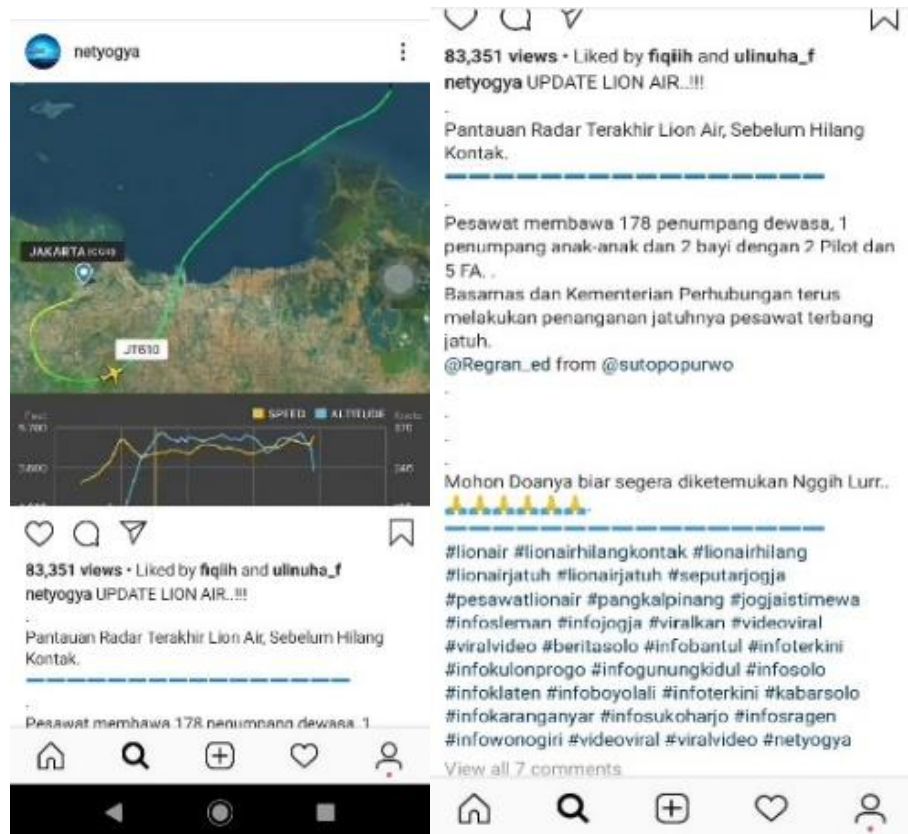 netyogya
JAKARTA
JT610
SPEED ALTITUDE
83,351 views • Liked by fiqiih and ulinuha_f
netyogya UPDATE LION AIR..!!!
.
Pantauan Radar Terakhir Lion Air, Sebelum Hilang
Kontak.
.
Pesawat membawa 178 penumpang dewasa, 1
83,351 views • Liked by fiqiih and ulinuha_f
netyogya UPDATE LION AIR..!!!
.
Pantauan Radar Terakhir Lion Air, Sebelum Hilang
Kontak.
.
Pesawat membawa 178 penumpang dewasa, 1
penumpang anak-anak dan 2 bayi dengan 2 Pilot dan
5 FA. .
Basarnas dan Kementerian Perhubungan terus
melakukan penanganan jatuhnya pesawat terbang
jatuh.
@Regran_ed from @sutopopurwo
.
.
.
.
Mohon Doanya biar segera diketemukan Nggih Lurr..
🙏🙏🙏🙏🙏🙏.
#lionair #lionairhilangkontak #lionairhilang
#lionairjatuh #lionairjatuh #seputarjogja
#pesawatlionair #pangkalpinang #jogjaistimewa
#infosleman #infojogja #viralkan #videoviral
#viralvideo #beritasolo #infobantul #infoterkini
#infokulonprogo #infogunungkidul #infosolo
#infoklaten #infoboyolali #infoterkini #kabarsolo
#infokaranganyar #infosukoharjo #infosragen
#infowonogiri #videoviral #viralvideo #netyogya
View all 7 comments